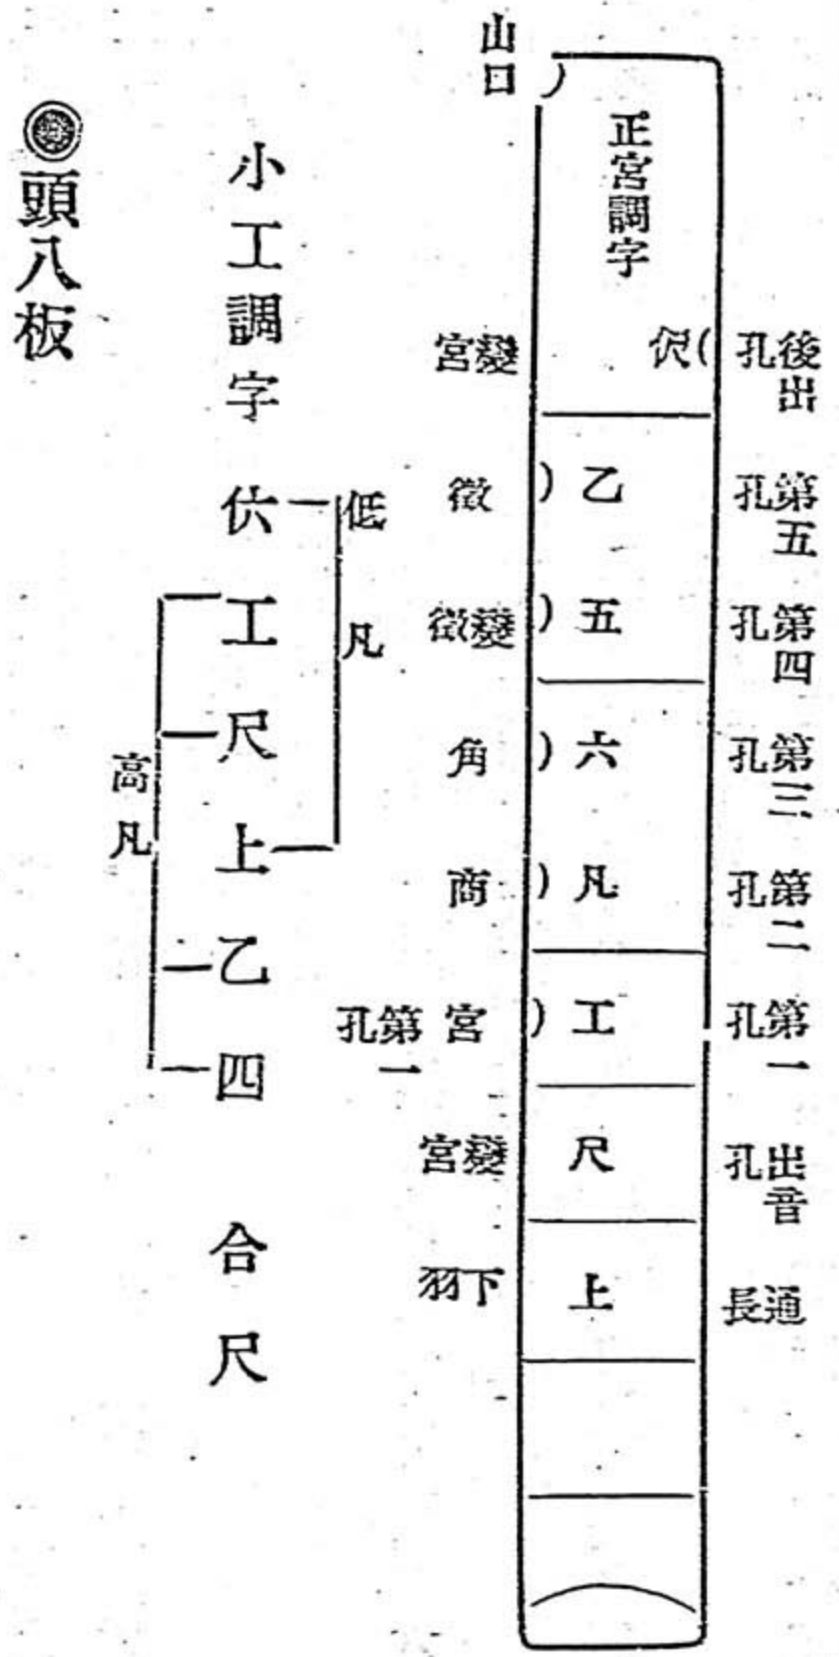 山口
正宮調字
後出孔
伬
變宮
第五孔
乙
徵
第四孔
五
變徵
第三孔
六
角
第二孔
凡
商
第一孔
工
宮
第一孔
出音孔
尺
變宮
通長
上
下羽
低凡
小工調字
伏
工
尺
上
乙
四
合
尺
高凡
頭八板